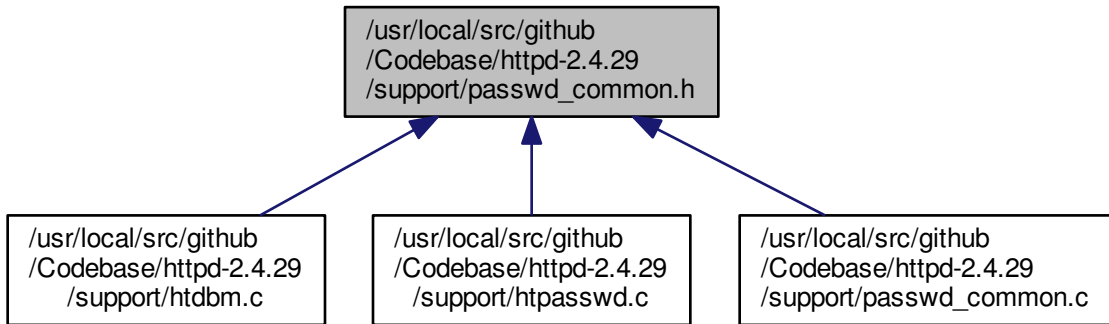 /usr/local/src/github
/Codebase/httpd-2.4.29
/support/passwd_common.h
/usr/local/src/github
/Codebase/httpd-2.4.29
/support/htdbm.c
/usr/local/src/github
/Codebase/httpd-2.4.29
/support/htpasswd.c
/usr/local/src/github
/Codebase/httpd-2.4.29
/support/passwd_common.c